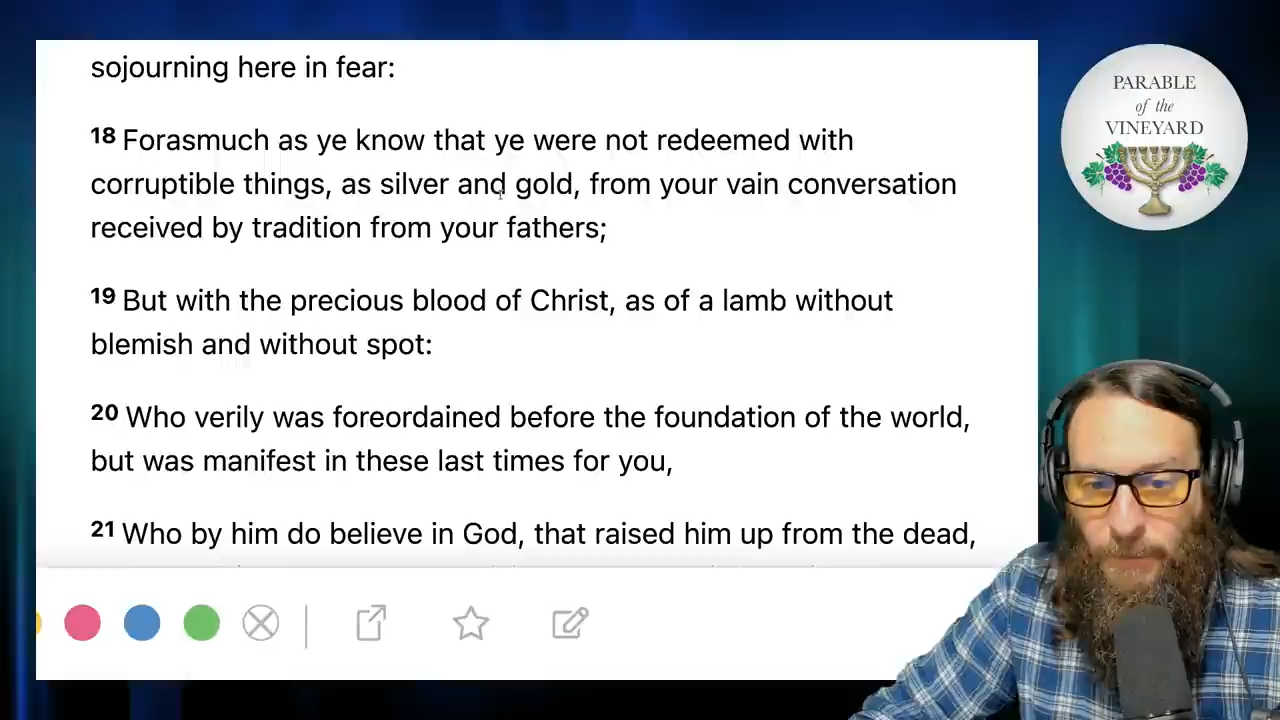 sojourning here in fear:
18 Forasmuch as ye know that ye were not redeemed with
corruptible things, as silver and gold, from your vain conversation
received by tradition from your fathers;
19 But with the precious blood of Christ, as of a lamb without
blemish and without spot:
20 Who verily was foreordained before the foundation of the world,
but was manifest in these last times for you,
21 Who by him do believe in God, that raised him up from the dead,
PARABLE
of the
VINEYARD